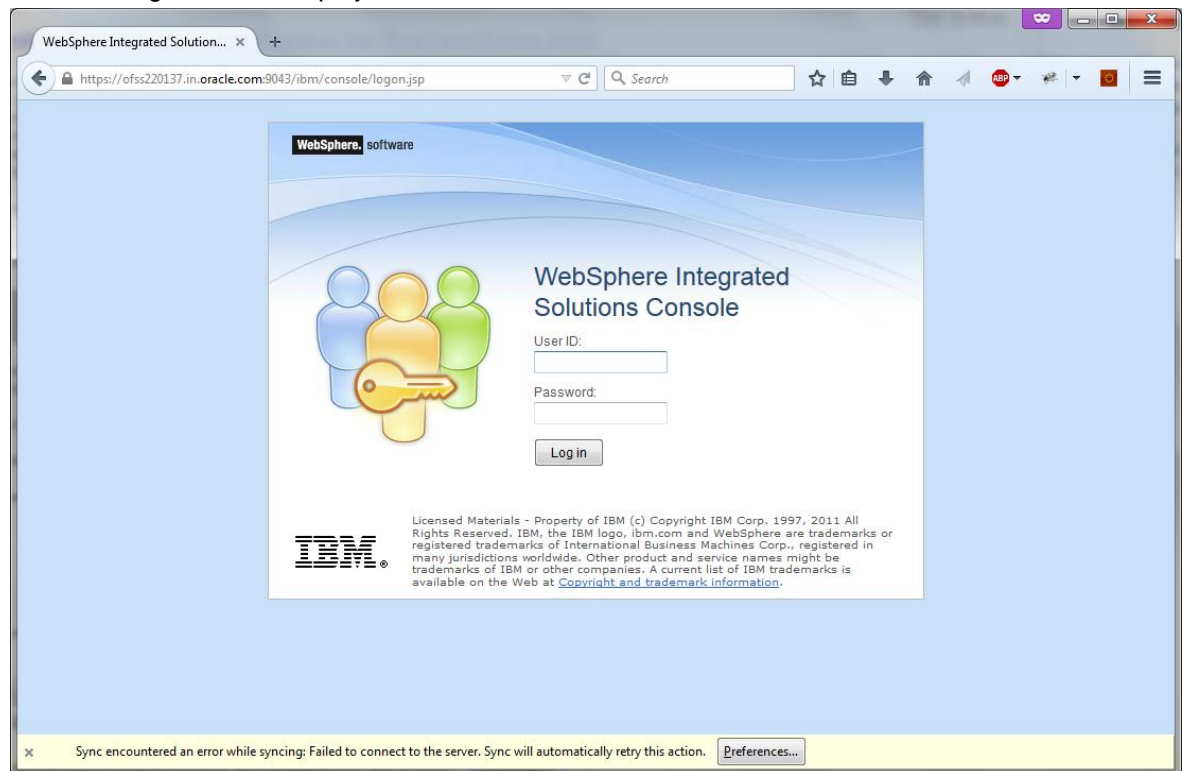 WebSphere Integrated Solution... × +
https://ofss220137.in.oracle.com:9043/ibm/console/logon.jsp
Search
ABP
WebSphere. software
WebSphere Integrated
Solutions Console
User ID:
Password:
Log in
IBM®
Licensed Materials - Property of IBM (c) Copyright IBM Corp. 1997, 2011 All
Rights Reserved. IBM, the IBM logo, ibm.com and WebSphere are trademarks or
registered trademarks of International Business Machines Corp., registered in
many jurisdictions worldwide. Other product and service names might be
trademarks of IBM or other companies. A current list of IBM trademarks is
available on the Web at Copyright and trademark information.
× Sync encountered an error while syncing: Failed to connect to the server. Sync will automatically retry this action. Preferences...